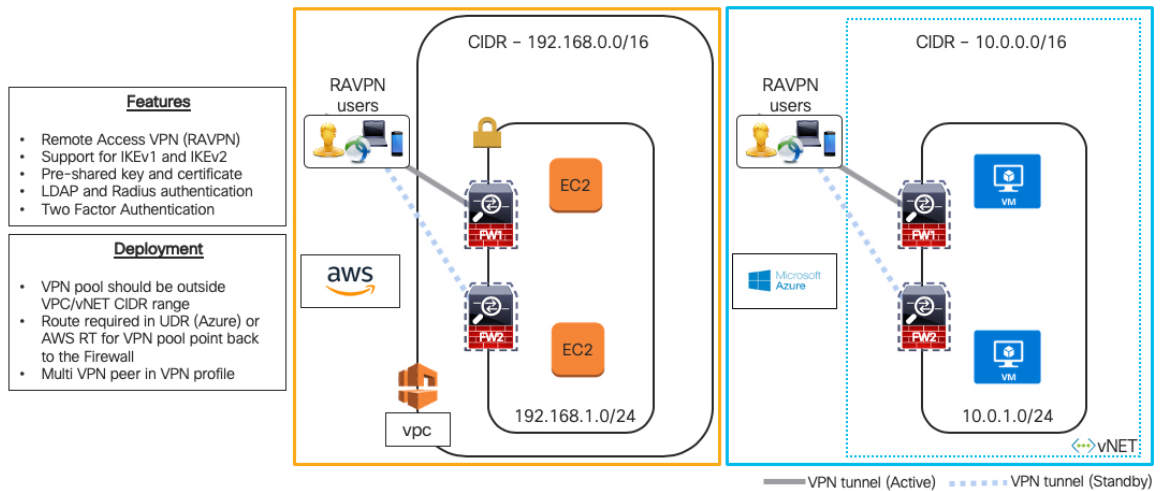 Features
• Remote Access VPN (RAVPN)
• Support for IKEv1 and IKEv2
• Pre-shared key and certificate
• LDAP and Radius authentication
• Two Factor Authentication
Deployment
• VPN pool should be outside
VPC/vNET CIDR range
• Route required in UDR (Azure) or
AWS RT for VPN pool point back
to the Firewall
• Multi VPN peer in VPN profile
CIDR – 192.168.0.0/16
RAVPN
users
EC2
FW1
aws
FW2
EC2
192.168.1.0/24
vpc
CIDR – 10.0.0.0/16
RAVPN
users
VM
FW1
Microsoft
Azure
FW2
VM
10.0.1.0/24
vNET
VPN tunnel (Active)
VPN tunnel (Standby)